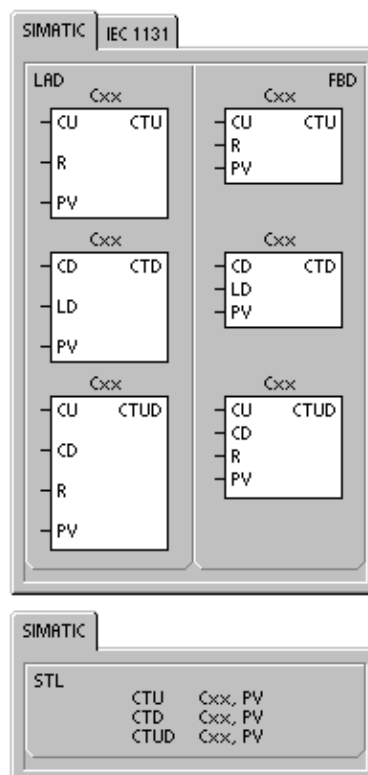 SIMATIC IEC 1131
LAD
Cxx
CU CTU
R
PV
Cxx
CD CTD
LD
PV
Cxx
CU CTUD
CD
R
PV
FBD
Cxx
CU CTU
R
PV
Cxx
CD CTD
LD
PV
Cxx
CU CTUD
CD
R
PV
SIMATIC
STL
CTU Cxx, PV
CTD Cxx, PV
CTUD Cxx, PV